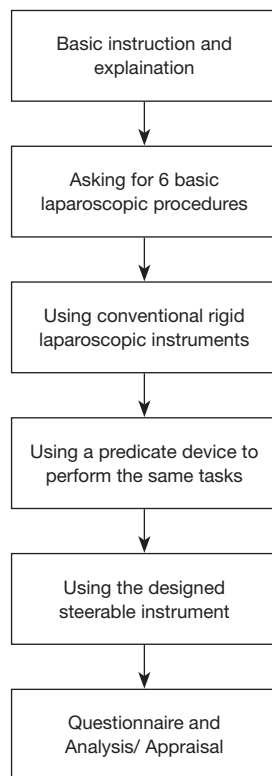 Basic instruction and
explaination
Asking for 6 basic
laparoscopic procedures
Using conventional rigid
laparoscopic instruments
Using a predicate device to
perform the same tasks
Using the designed
steerable instrument
Questionnaire and
Analysis/ Appraisal